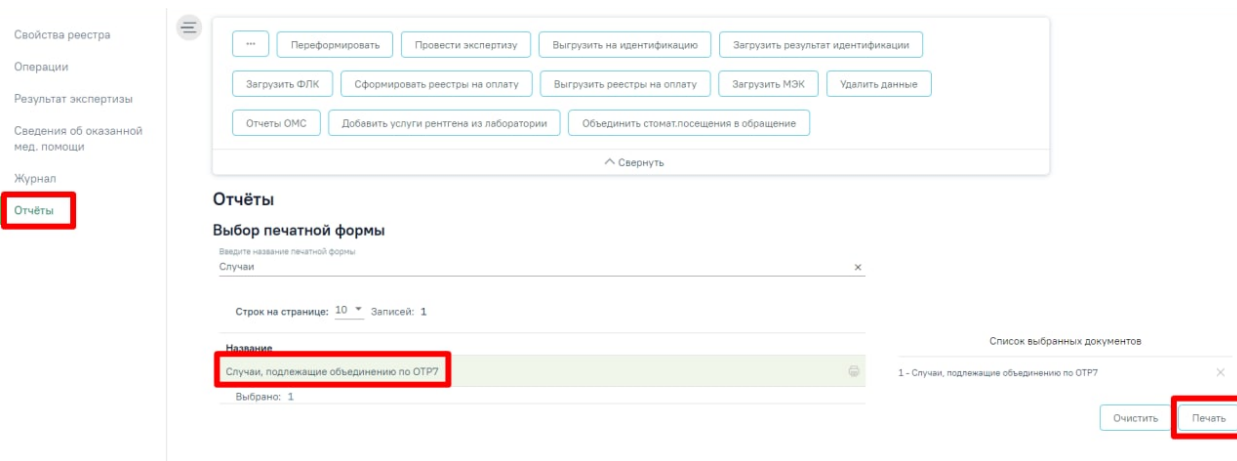 Свойства реестра
Операции
Результат экспертизы
Сведения об оказанной
мед. помощи
Журнал
Отчёты
... Переформировать Провести экспертизу Выгрузить на идентификацию Загрузить результат идентификации
Загрузить ФЛК Сформировать реестры на оплату Выгрузить реестры на оплату Загрузить МЭК Удалить данные
Отчеты ОМС Добавить услуги рентгена из лаборатории Объединить стомат.посещения в обращение
Свернуть
Отчёты
Выбор печатной формы
Введите название печатной формы
Случаи
Строк на странице: 10 Записей: 1
Название
Случаи, подлежащие объединению по ОТР7
Выбрано: 1
Список выбранных документов
1 - Случаи, подлежащие объединению по ОТР7
Очистить Печать